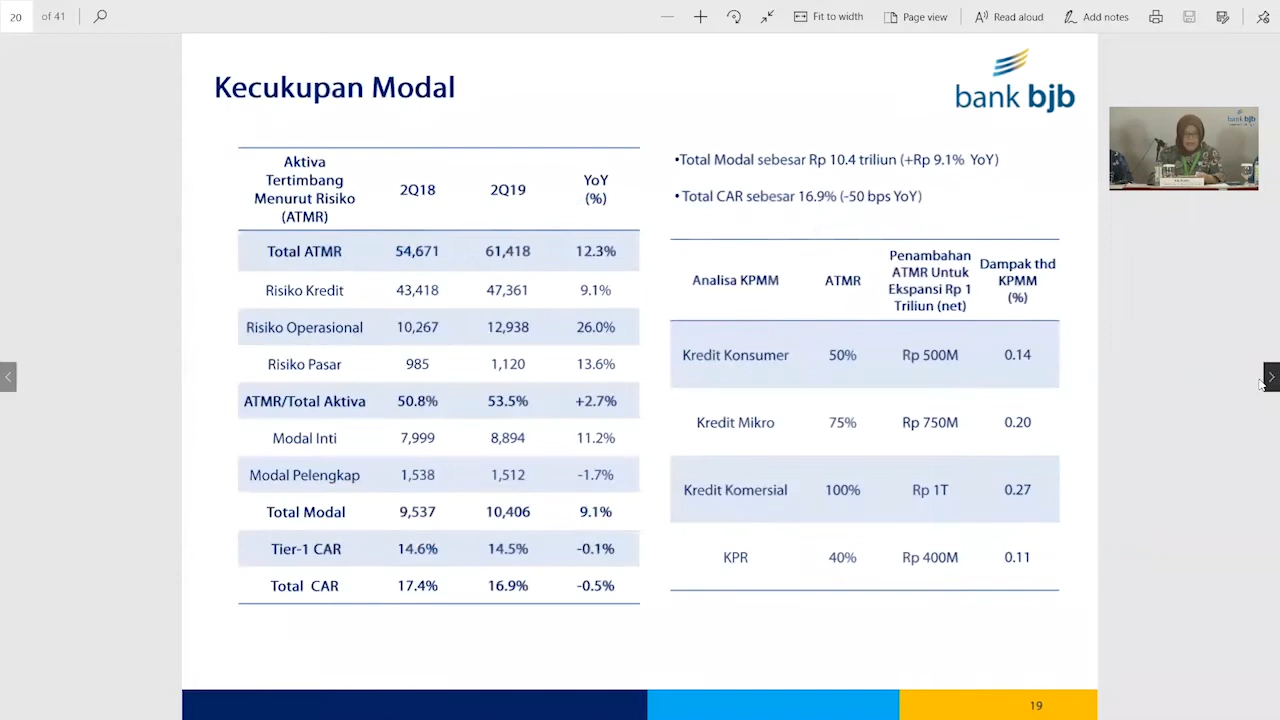 20 of 41 Fit to width Page view Read aloud Add notes
Kecukupan Modal
bank bjb
Aktiva
Tertimbang
Menurut Risiko
(ATMR)
2Q18
2Q19
YoY
(%)
Total ATMR 54,671 61,418 12.3%
Risiko Kredit 43,418 47,361 9.1%
Risiko Operasional 10,267 12,938 26.0%
Risiko Pasar 985 1,120 13.6%
ATMR/Total Aktiva 50.8% 53.5% +2.7%
Modal Inti 7,999 8,894 11.2%
Modal Pelengkap 1,538 1,512 -1.7%
Total Modal 9,537 10,406 9.1%
Tier-1 CAR 14.6% 14.5% -0.1%
Total CAR 17.4% 16.9% -0.5%
•Total Modal sebesar Rp 10.4 triliun (+Rp 9.1% YoY)
• Total CAR sebesar 16.9% (-50 bps YoY)
Analisa KPMM
ATMR
Penambahan
ATMR Untuk
Ekspansi Rp 1
Triliun (net)
Dampak thd
KPMM
(%)
Kredit Konsumer 50% Rp 500M 0.14
Kredit Mikro 75% Rp 750M 0.20
Kredit Komersial 100% Rp 1T 0.27
KPR 40% Rp 400M 0.11
19
bank bjb